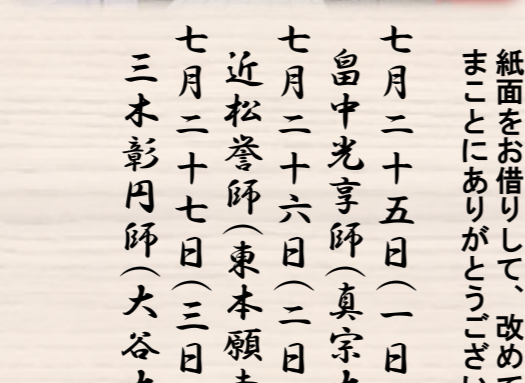 紙面をお借りして、改めて
まことにありがとうござい
七月二十五日（一日
畠中光享師（真宗大
七月二十六日（二日
近松誉師（東本願寺
七月二十七日（三日
三木彰円師（大谷大